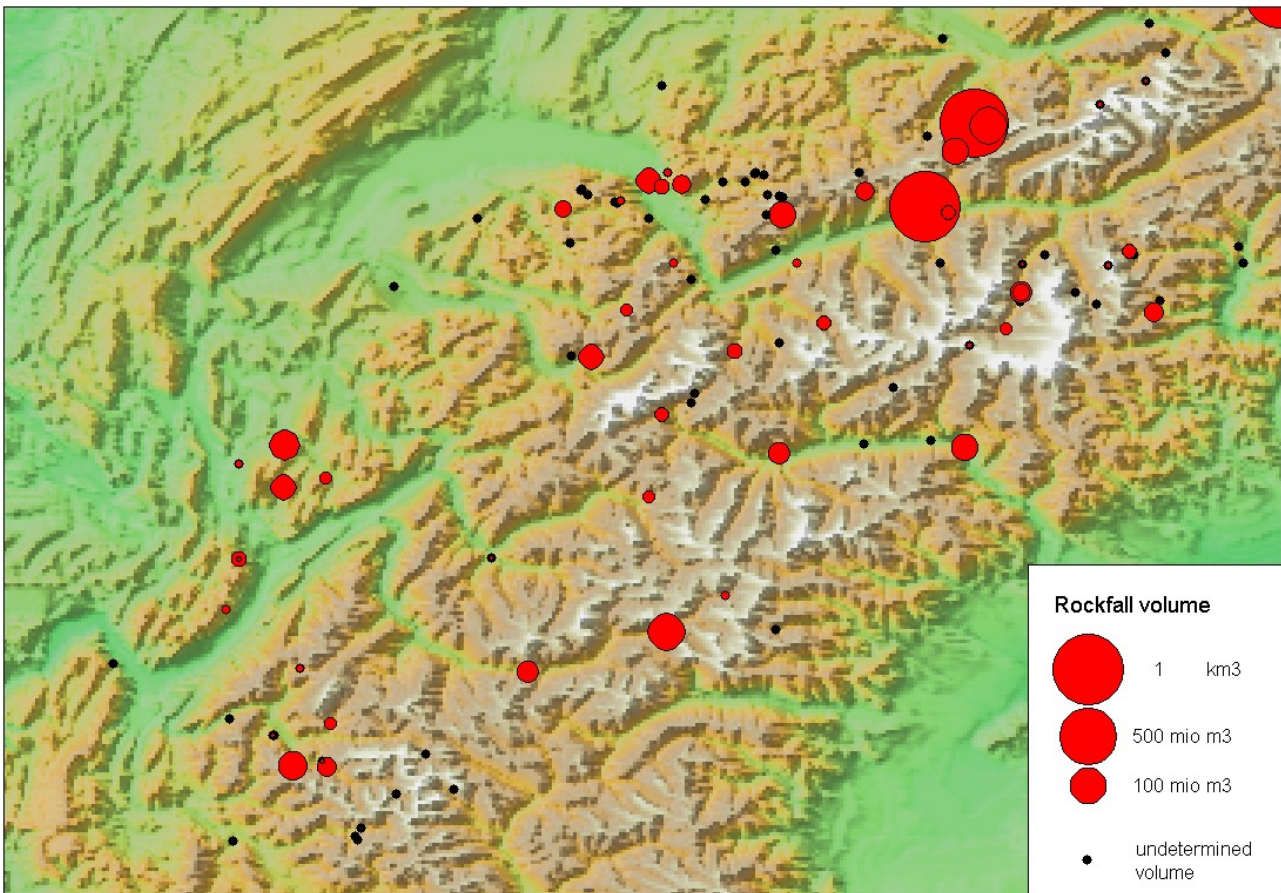 Rockfall volume
1 km3
500 mio m3
100 mio m3
undetermined
volume